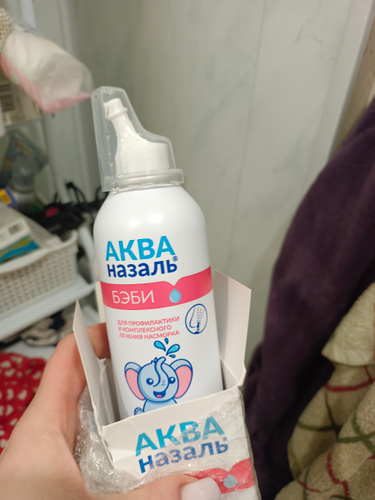 АКВА
назаль®
БЭБИ
ДЛЯ ПРОФИЛАКТИКИ
И КОМПЛЕКСНОГО
ЛЕЧЕНИЯ НАСМОРКА
АКВА
назаль®